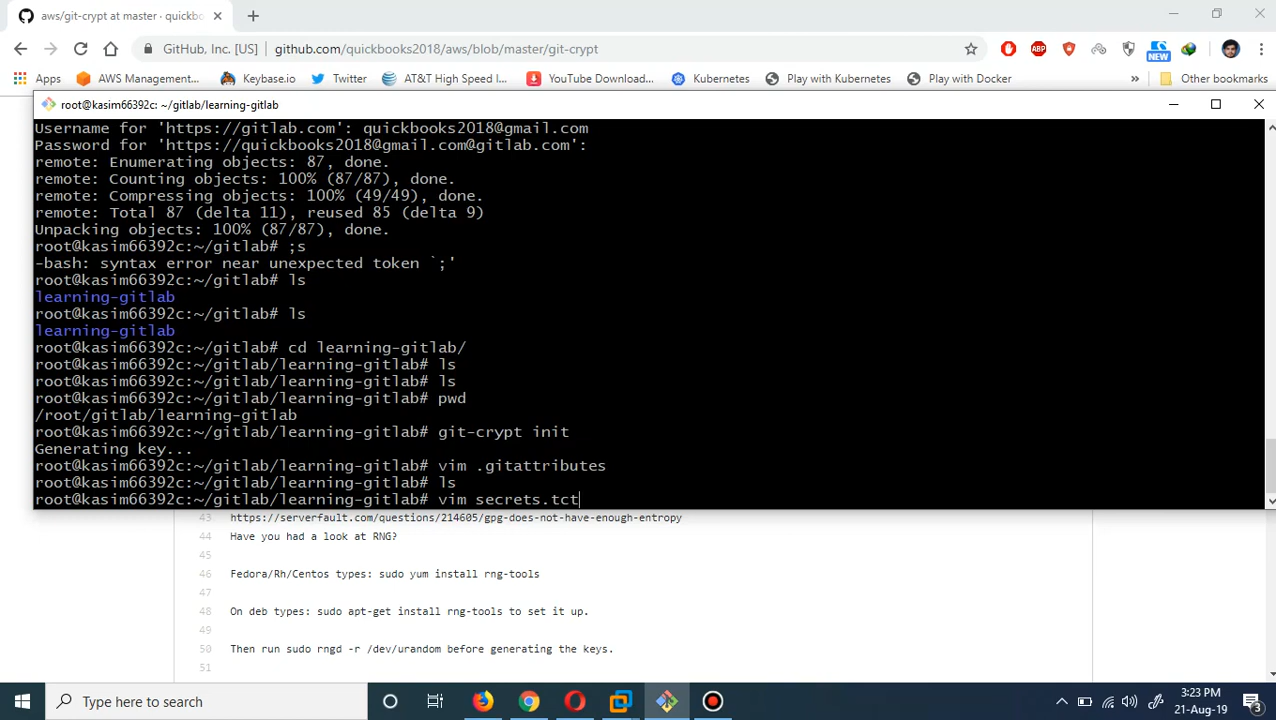 aws/git-crypt at master · quickbo
GitHub, Inc. [US] | github.com/quickbooks2018/aws/blob/master/git-crypt
ABP
NEW
Apps AWS Management... Keybase.io Twitter AT&T High Speed I... YouTube Download... Kubernetes Play with Kubernetes Play with Docker » Other bookmarks
root@kasim66392c: ~/gitlab/learning-gitlab
Username for 'https://gitlab.com': quickbooks2018@gmail.com
Password for 'https://quickbooks2018@gmail.com@gitlab.com':
remote: Enumerating objects: 87, done.
remote: Counting objects: 100% (87/87), done.
remote: Compressing objects: 100% (49/49), done.
remote: Total 87 (delta 11), reused 85 (delta 9)
Unpacking objects: 100% (87/87), done.
root@kasim66392c:~/gitlab# ;s
-bash: syntax error near unexpected token `;'
root@kasim66392c:~/gitlab# ls
learning-gitlab
root@kasim66392c:~/gitlab# ls
learning-gitlab
root@kasim66392c:~/gitlab# cd learning-gitlab/
root@kasim66392c:~/gitlab/learning-gitlab# ls
root@kasim66392c:~/gitlab/learning-gitlab# ls
root@kasim66392c:~/gitlab/learning-gitlab# pwd
/root/gitlab/learning-gitlab
root@kasim66392c:~/gitlab/learning-gitlab# git-crypt init
Generating key...
root@kasim66392c:~/gitlab/learning-gitlab# vim .gitattributes
root@kasim66392c:~/gitlab/learning-gitlab# ls
root@kasim66392c:~/gitlab/learning-gitlab# vim secrets.tct
43 https://serverfault.com/questions/214605/gpg-does-not-have-enough-entropy
44 Have you had a look at RNG?
45
46 Fedora/Rh/Centos types: sudo yum install rng-tools
47
48 On deb types: sudo apt-get install rng-tools to set it up.
49
50 Then run sudo rngd -r /dev/urandom before generating the keys.
51
Type here to search
3:23 PM
21-Aug-19
3